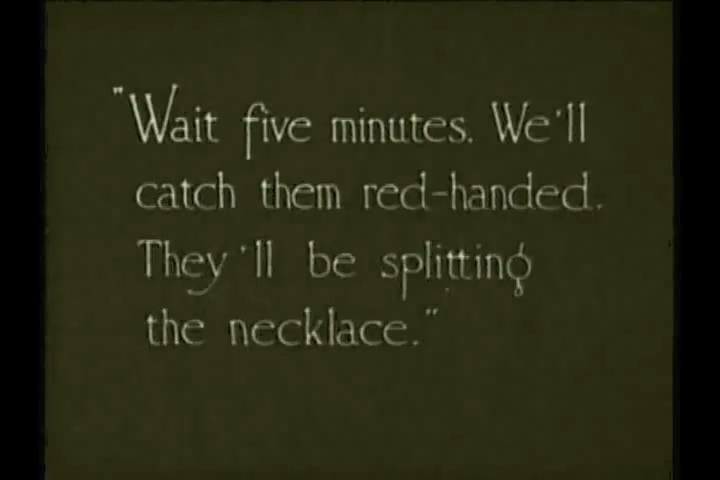 "Wait five minutes. We'll
catch them red-handed.
They'll be splitting
the necklace."